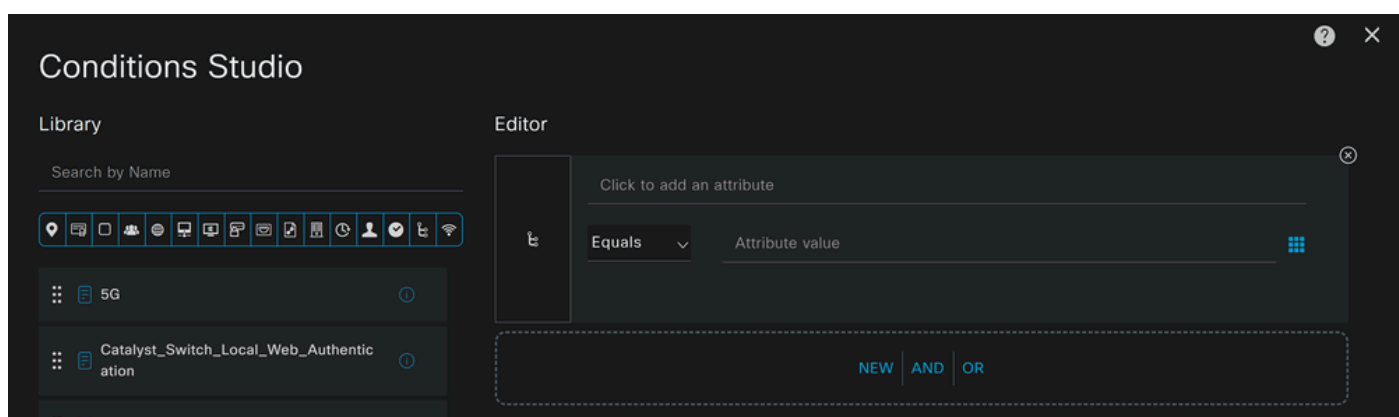 Conditions Studio
Library
Search by Name
5G
Catalyst_Switch_Local_Web_Authentic
ation
Editor
Click to add an attribute
Equals
Attribute value
NEW AND OR